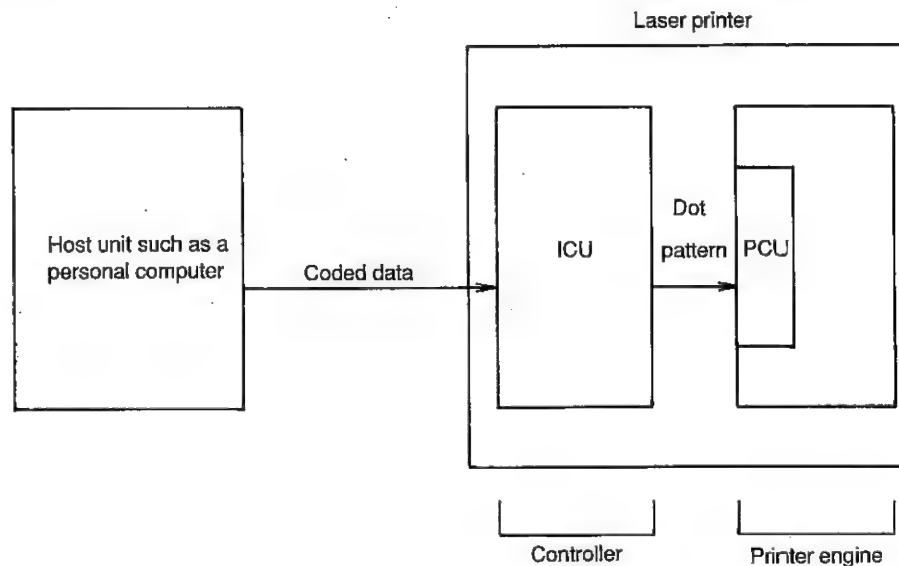 Laser printer
Host unit such as a
personal computer
Coded data
ICU
Dot
pattern
PCU
Controller
Printer engine